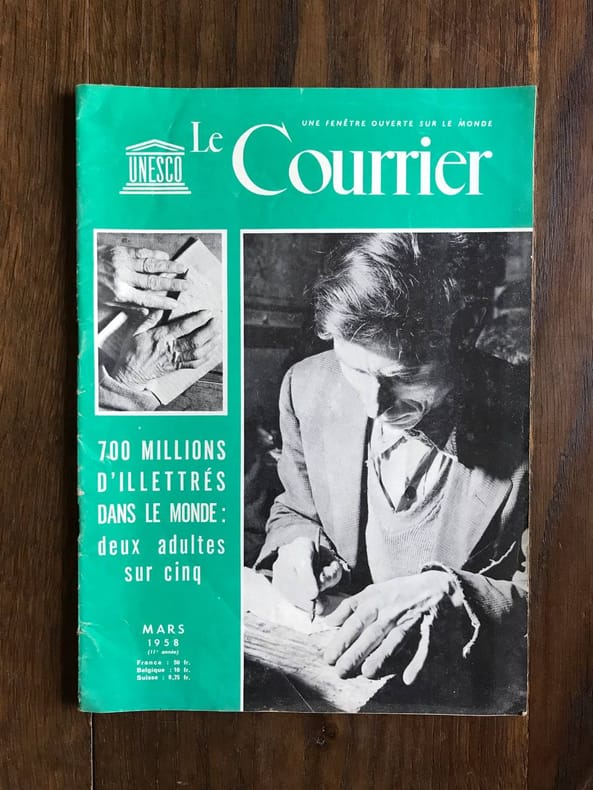 UNE FENÊTRE OUVERTE SUR LE MONDE
Le Courrier
UNESCO
700 MILLIONS
D'ILLETTRÉS
DANS LE MONDE :
deux adultes
sur cinq
MARS
1958
(11e année)
France : 50 fr.
Belgique : 10 fr.
Suisse : 0,75 fr.